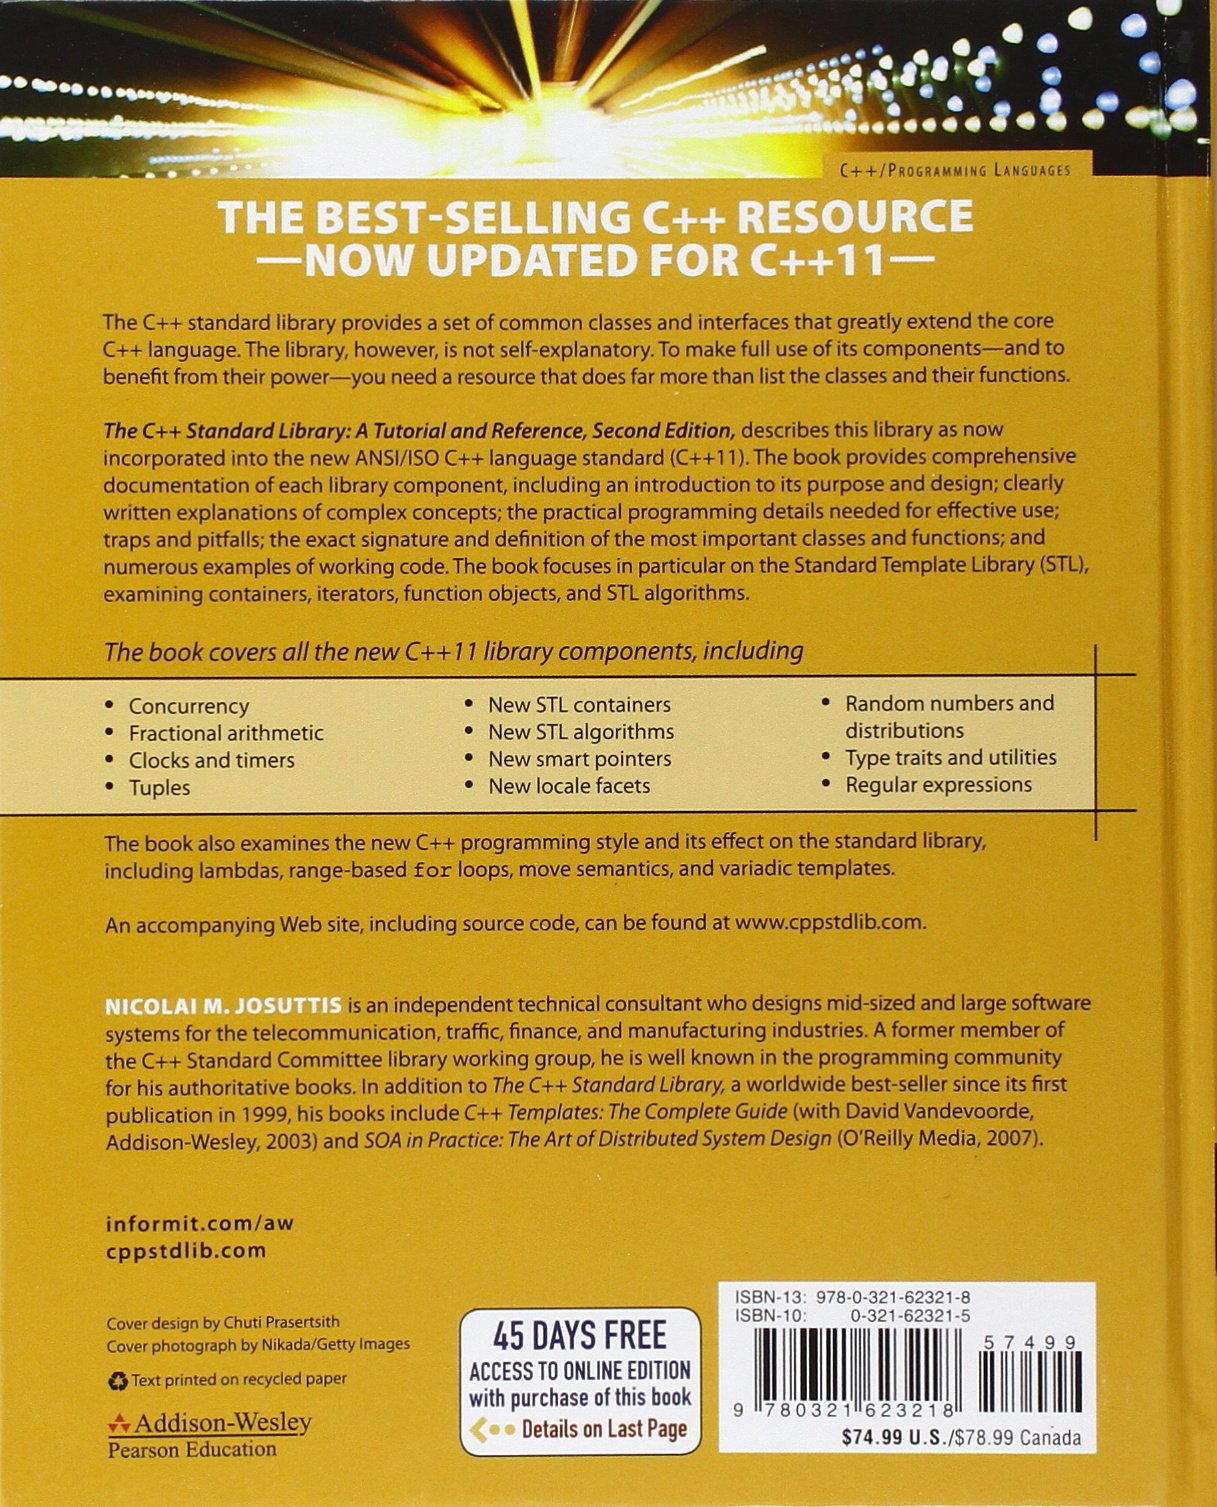 C++/Programming Languages
THE BEST-SELLING C++ RESOURCE
—NOW UPDATED FOR C++11—
The C++ standard library provides a set of common classes and interfaces that greatly extend the core
C++ language. The library, however, is not self-explanatory. To make full use of its components—and to
benefit from their power—you need a resource that does far more than list the classes and their functions.
The C++ Standard Library: A Tutorial and Reference, Second Edition, describes this library as now
incorporated into the new ANSI/ISO C++ language standard (C++11). The book provides comprehensive
documentation of each library component, including an introduction to its purpose and design; clearly
written explanations of complex concepts; the practical programming details needed for effective use;
traps and pitfalls; the exact signature and definition of the most important classes and functions; and
numerous examples of working code. The book focuses in particular on the Standard Template Library (STL),
examining containers, iterators, function objects, and STL algorithms.
The book covers all the new C++11 library components, including
• Concurrency
• Fractional arithmetic
• Clocks and timers
• Tuples
• New STL containers
• New STL algorithms
• New smart pointers
• New locale facets
• Random numbers and
distributions
• Type traits and utilities
• Regular expressions
The book also examines the new C++ programming style and its effect on the standard library,
including lambdas, range-based for loops, move semantics, and variadic templates.
An accompanying Web site, including source code, can be found at www.cppstdlib.com.
NICOLAI M. JOSUTTIS is an independent technical consultant who designs mid-sized and large software
systems for the telecommunication, traffic, finance, and manufacturing industries. A former member of
the C++ Standard Committee library working group, he is well known in the programming community
for his authoritative books. In addition to The C++ Standard Library, a worldwide best-seller since its first
publication in 1999, his books include C++ Templates: The Complete Guide (with David Vandevoorde,
Addison-Wesley, 2003) and SOA in Practice: The Art of Distributed System Design (O'Reilly Media, 2007).
informit.com/aw
cppstdlib.com
Cover design by Chuti Prasertsith
Cover photograph by Nikada/Getty Images
Text printed on recycled paper
Addison-Wesley
Pearson Education
45 DAYS FREE
ACCESS TO ONLINE EDITION
with purchase of this book
Details on Last Page
ISBN-13: 978-0-321-62321-8
ISBN-10: 0-321-62321-5
57499
9 780321 623218
$74.99 U.S./$78.99 Canada